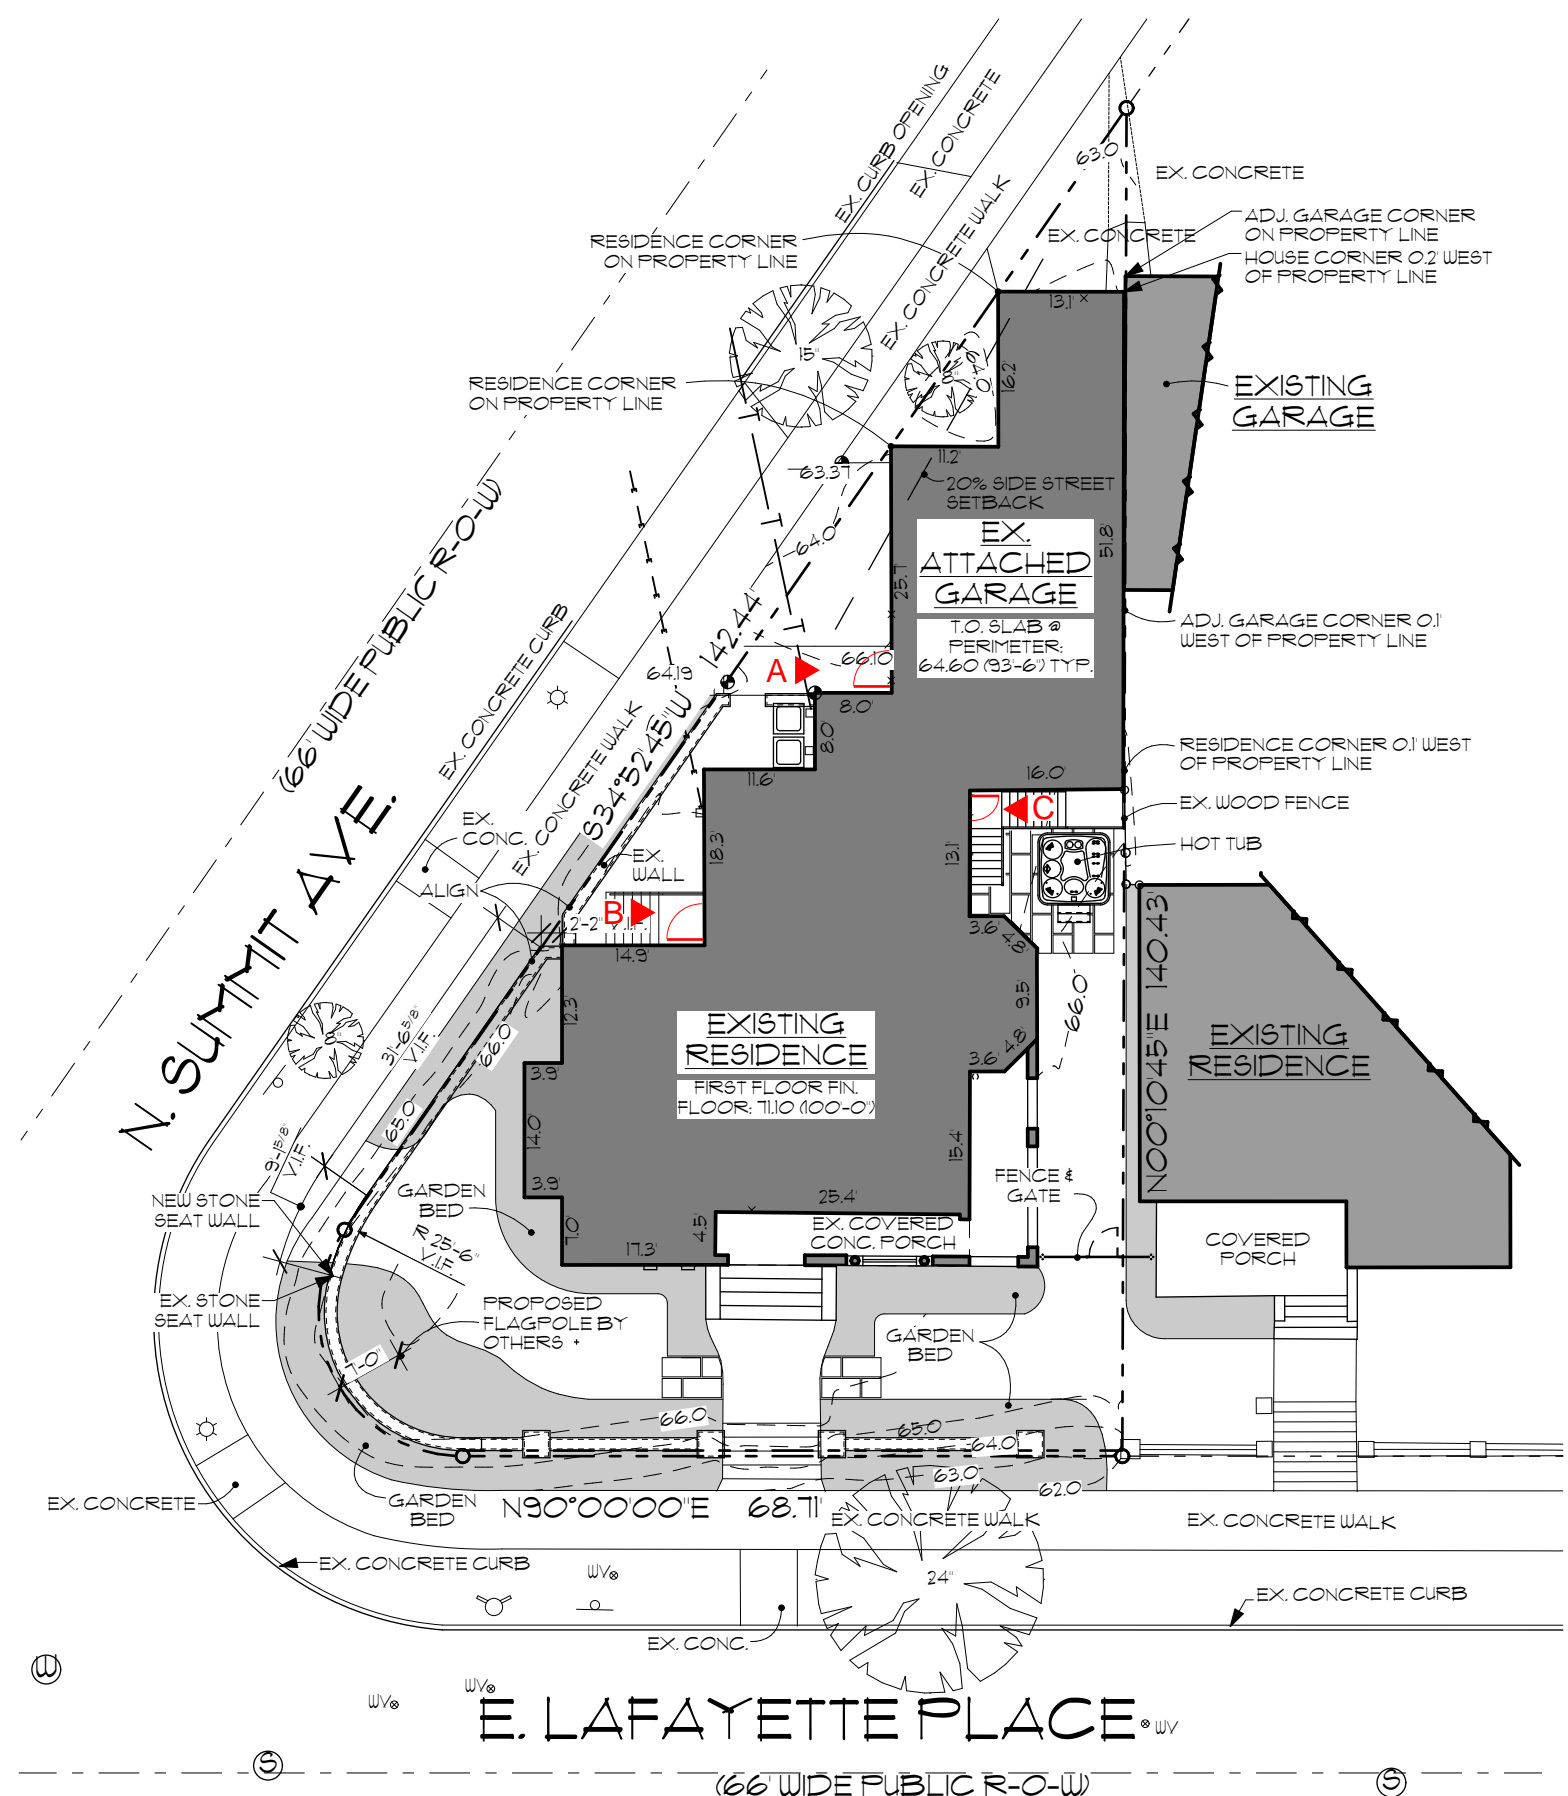 EX. CURB OPENING
EX. CONCRETE
63.0
EX. CONCRETE
EX. CONCRETE WALK
RESIDENCE CORNER
ON PROPERTY LINE
EX. CONCRETE
ADJ. GARAGE CORNER
ON PROPERTY LINE
HOUSE CORNER 0.2' WEST
OF PROPERTY LINE
13.1'
15"
8"
64.0
16.2'
RESIDENCE CORNER
ON PROPERTY LINE
EXISTING
GARAGE
11.2'
63.37
20% SIDE STREET
SETBACK
64.0
EX.
ATTACHED
GARAGE
51.8'
25.7'
T.O. SLAB @
PERIMETER:
64.60 (93'-6") TYP.
ADJ. GARAGE CORNER 0.1'
WEST OF PROPERTY LINE
(66' WIDE PUBLIC R-O-W)
N. SUMMIT AVE.
EX. CONCRETE CURB
EX. CONCRETE WALK
S34°52'45"W 142.44'
64.19
A
66.10
8.0'
8.0'
11.6'
16.0'
RESIDENCE CORNER 0.1' WEST
OF PROPERTY LINE
C
EX. WOOD FENCE
HOT TUB
EX.
CONC.
EX.
WALL
18.3'
13.1'
ALIGN
B
2'-2" V.I.F.
14.9'
3.6'
4.8'
9.5'
66.0
4.8'
3.6'
N00°10'45"E 140.43'
12.3'
EXISTING
RESIDENCE
FIRST FLOOR FIN.
FLOOR: 71.10 (100'-0")
EXISTING
RESIDENCE
8"
31'-6 5/8"
V.I.F.
66.0
65.0
3.9'
14.0'
3.9'
15.4'
9'-1 5/8"
V.I.F.
NEW STONE
SEAT WALL
GARDEN
BED
R 25'-6"
V.I.F.
7.0'
17.3'
4.5'
25.4'
EX. COVERED
CONC. PORCH
FENCE &
GATE
COVERED
PORCH
EX. STONE
SEAT WALL
PROPOSED
FLAGPOLE BY
OTHERS +
7'-0"
GARDEN
BED
66.0
65.0
64.0
63.0
62.0
EX. CONCRETE
GARDEN
BED
N90°00'00"E 68.71'
EX. CONCRETE WALK
EX. CONCRETE WALK
EX. CONCRETE CURB
WV
24"
EX. CONCRETE CURB
EX. CONC.
W
WV
WV
E. LAFAYETTE PLACE
WV
S
(66' WIDE PUBLIC R-O-W)
S